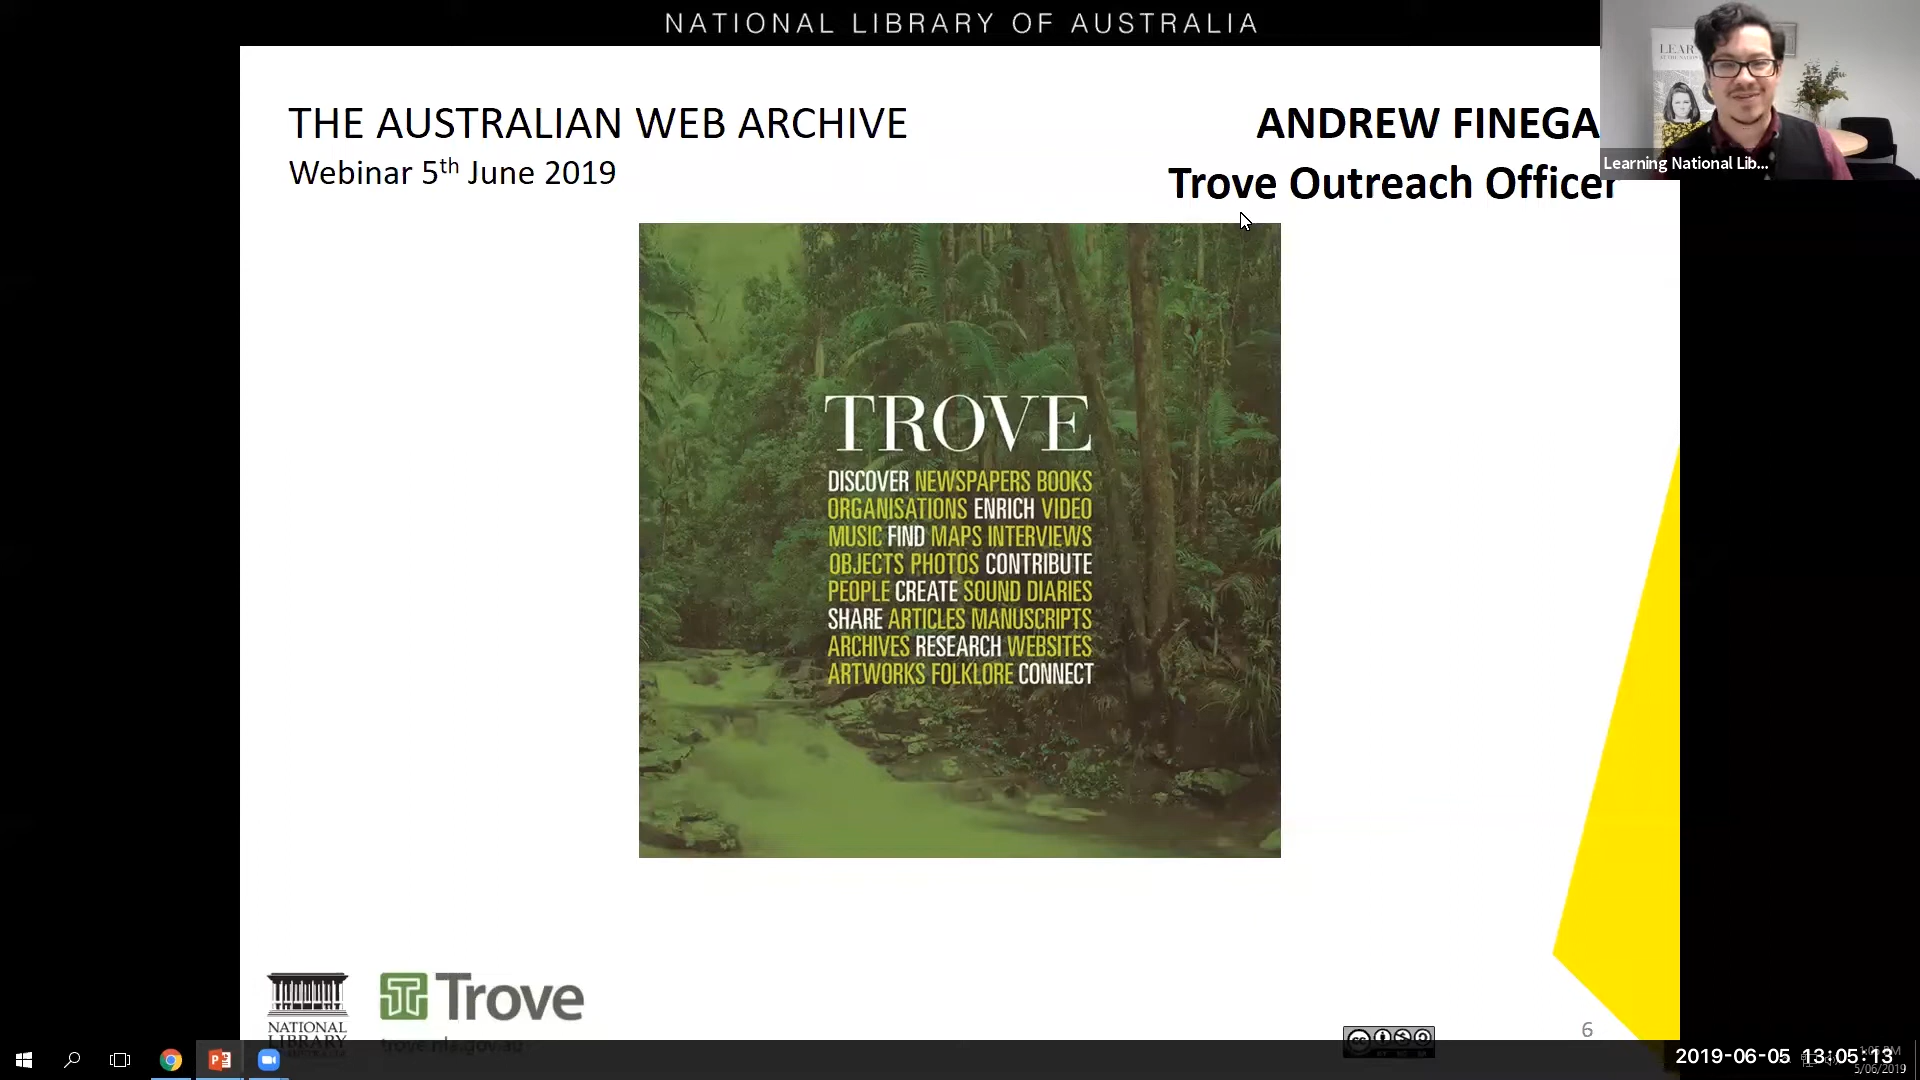 NATIONAL LIBRARY OF AUSTRALIA
THE AUSTRALIAN WEB ARCHIVE
Webinar 5th June 2019
ANDREW FINEGA
Trove Outreach Officer
LEAR
Learning National Lib...
TROVE
DISCOVER NEWSPAPERS BOOKS
ORGANISATIONS ENRICH VIDEO
MUSIC FIND MAPS INTERVIEWS
OBJECTS PHOTOS CONTRIBUTE
PEOPLE CREATE SOUND DIARIES
SHARE ARTICLES MANUSCRIPTS
ARCHIVES RESEARCH WEBSITES
ARTWORKS FOLKLORE CONNECT
NATIONAL
LIBRARY
Trove
trove.nla.gov.au
cc
6
2019-06-05 13:05:13
5/06/2019